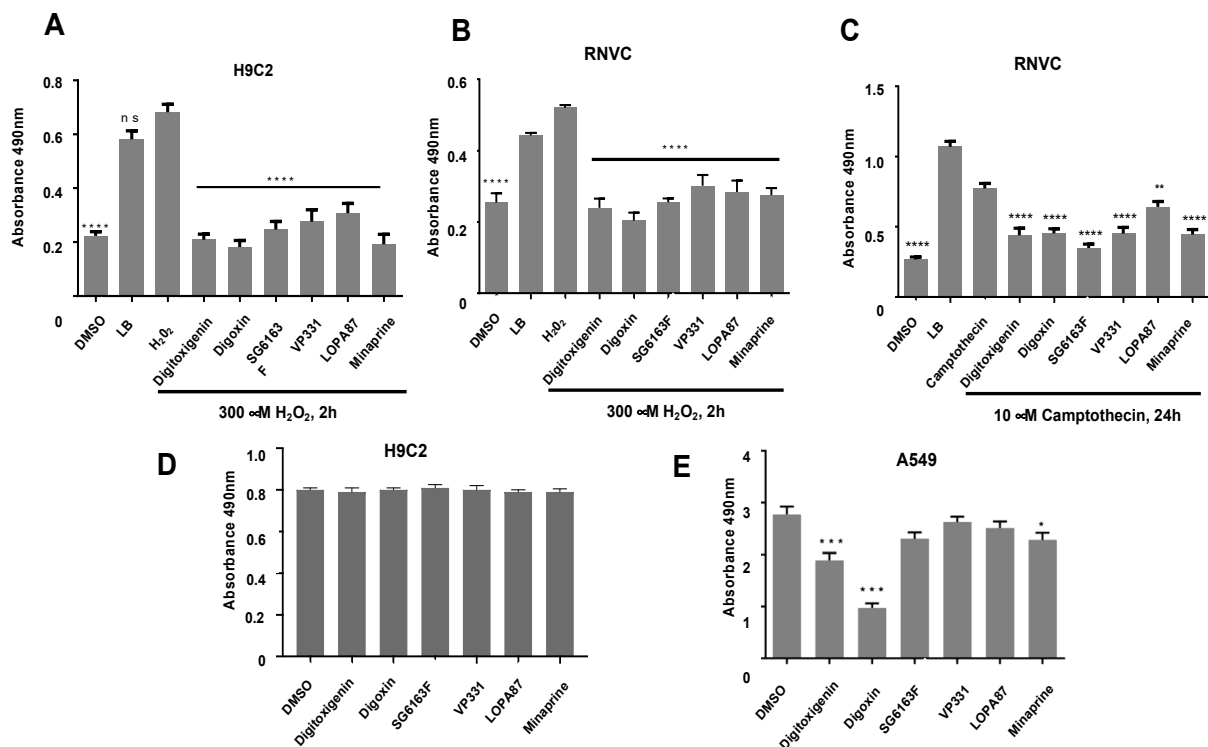 A
H9C2
Absorbance 490nm
0.8
0.6
0.4
0.2
0
****
n s
****
DMSO
LB
H₂0₂
Digitoxigenin
Digoxin
SG6163
F
VP331
LOPA87
Minaprine
300 ∝M H₂O₂, 2h
B
RNVC
Absorbance 490nm
0.6
0.4
0.2
0
****
****
DMSO
LB
H₂0₂
Digitoxigenin
Digoxin
SG6163F
VP331
LOPA87
Minaprine
300 ∝M H₂O₂, 2h
C
RNVC
Absorbance 490nm
1.0
0.5
0
****
****
****
****
****
**
****
DMSO
LB
Camptothecin
Digitoxigenin
Digoxin
SG6163F
VP331
LOPA87
Minaprine
10 ∝M Camptothecin, 24h
D
H9C2
Absorbance 490nm
1.0
0.8
0.6
0.4
0.2
0
DMSO
Digitoxigenin
Digoxin
SG6163F
VP331
LOPA87
Minaprine
E
A549
Absorbance 490nm
4
3
2
1
0
***
***
*
DMSO
Digitoxigenin
Digoxin
SG6163F
VP331
LOPA87
Minaprine